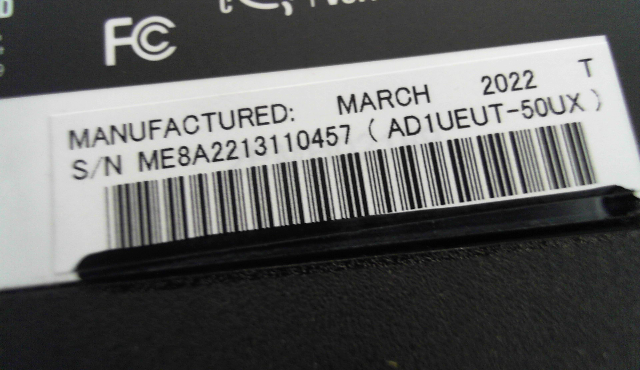 FC
MANUFACTURED: MARCH 2022 T
S/N ME8A2213110457 ( AD1UEUT-50UX )